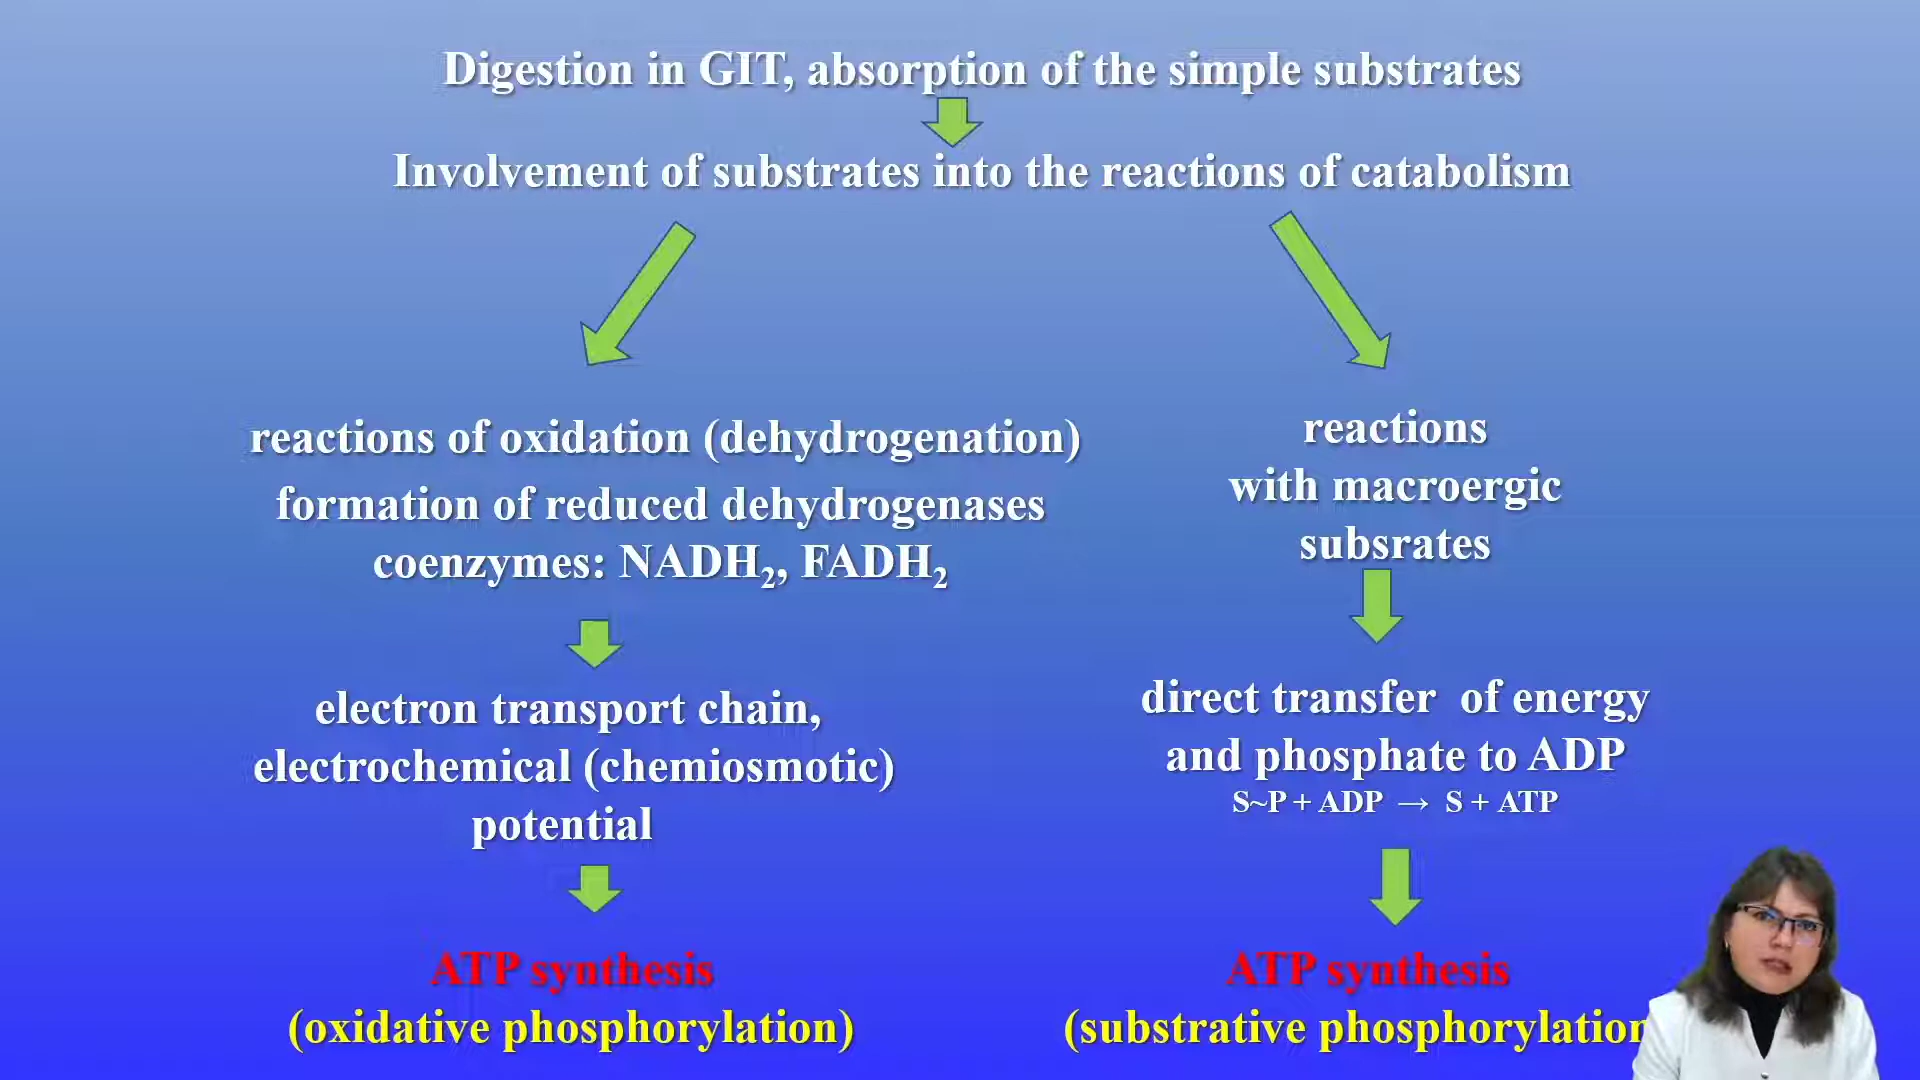 Digestion in GIT, absorption of the simple substrates
Involvement of substrates into the reactions of catabolism
reactions of oxidation (dehydrogenation)
formation of reduced dehydrogenases
coenzymes: NADH₂, FADH₂
electron transport chain,
electrochemical (chemiosmotic)
potential
ATP synthesis
(oxidative phosphorylation)
reactions
with macroergic
subsrates
direct transfer of energy
and phosphate to ADP
S~P + ADP → S + ATP
ATP synthesis
(substrative phosphorylation